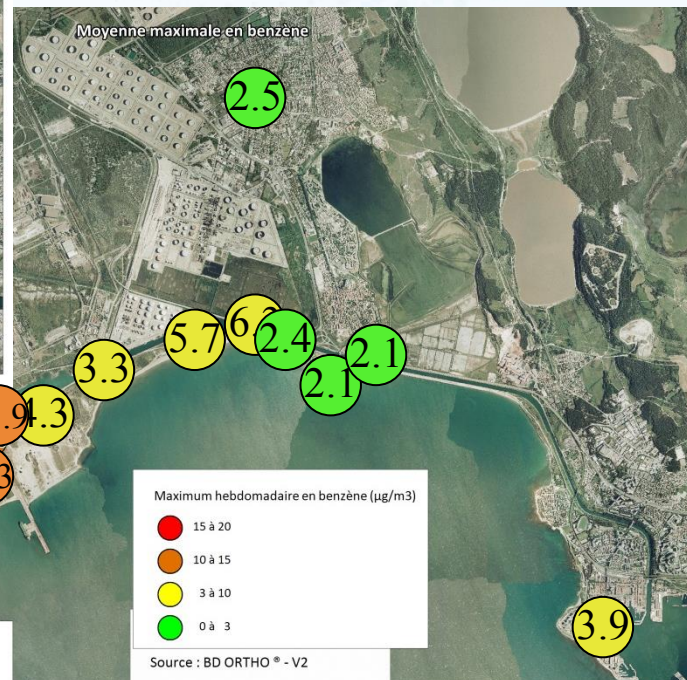 Moyenne maximale en benzène
2.5
5.7
2.4
2.1
3.3
2.1
4.3
3.9
Maximum hebdomadaire en benzène (µg/m3)
15 à 20
10 à 15
3 à 10
0 à 3
Source : BD ORTHO ® - V2